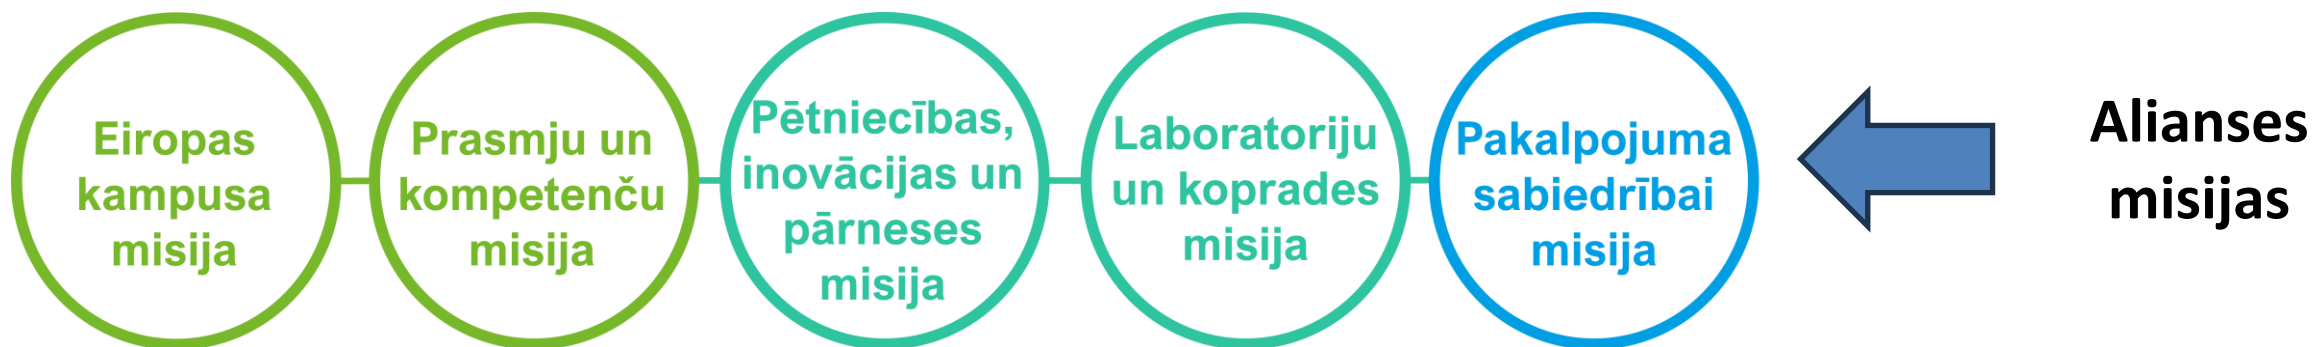 Eiropas
kampusa
misija
Prasmju un
kompetenču
misija
Pētniecības,
inovācijas un
pārneses
misija
Laboratoriju
un koprades
misija
Pakalpojuma
sabiedrībai
misija
Alianses
misijas